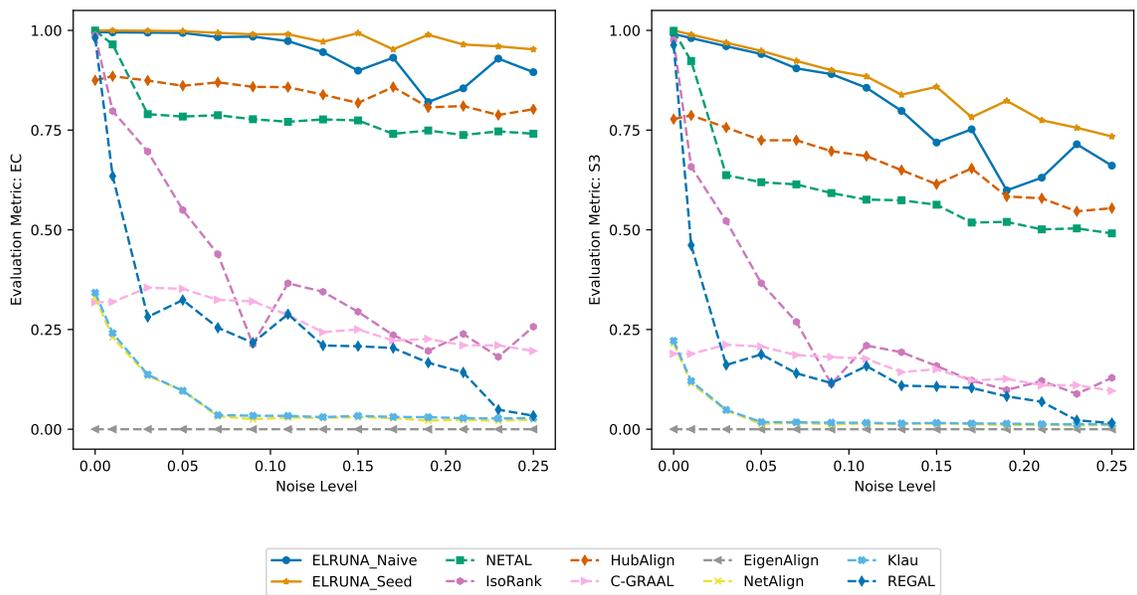 Evaluation Metric: EC
1.00
0.75
0.50
0.25
0.00
0.00 0.05 0.10 0.15 0.20 0.25
Noise Level
Evaluation Metric: S3
1.00
0.75
0.50
0.25
0.00
0.00 0.05 0.10 0.15 0.20 0.25
Noise Level
ELRUNA_Naive NETAL HubAlign EigenAlign Klau
ELRUNA_Seed IsoRank C-GRAAL NetAlign REGAL